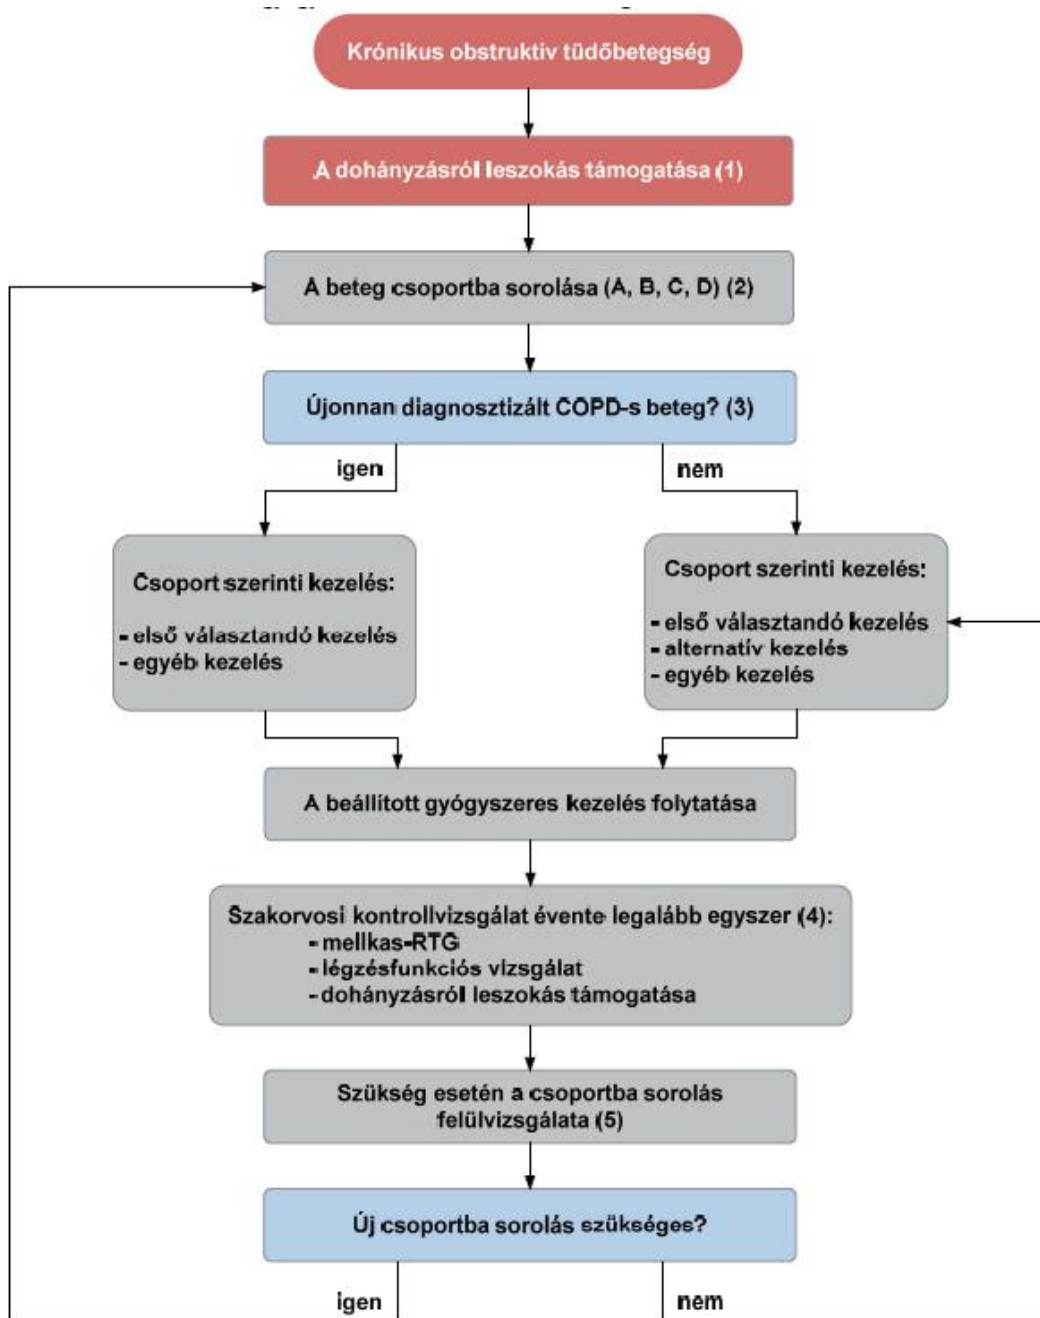 Krónikus obstruktiv tüdőbetegség
A dohányzásról leszokás támogatása (1)
A beteg csoportba sorolása (A, B, C, D) (2)
Újonnan diagnosztizált COPD-s beteg? (3)
igen
nem
Csoport szerinti kezelés:
- első választandó kezelés
- egyéb kezelés
Csoport szerinti kezelés:
- első választandó kezelés
- alternatív kezelés
- egyéb kezelés
A beállított gyógyszeres kezelés folytatása
Szakorvosi kontrollvizsgálat évente legalább egyszer (4):
- mellkas-RTG
- légzésfunkciós vizsgálat
- dohányzásról leszokás támogatása
Szükség esetén a csoportba sorolás
felülvizsgálata (5)
Új csoportba sorolás szükséges?
igen
nem